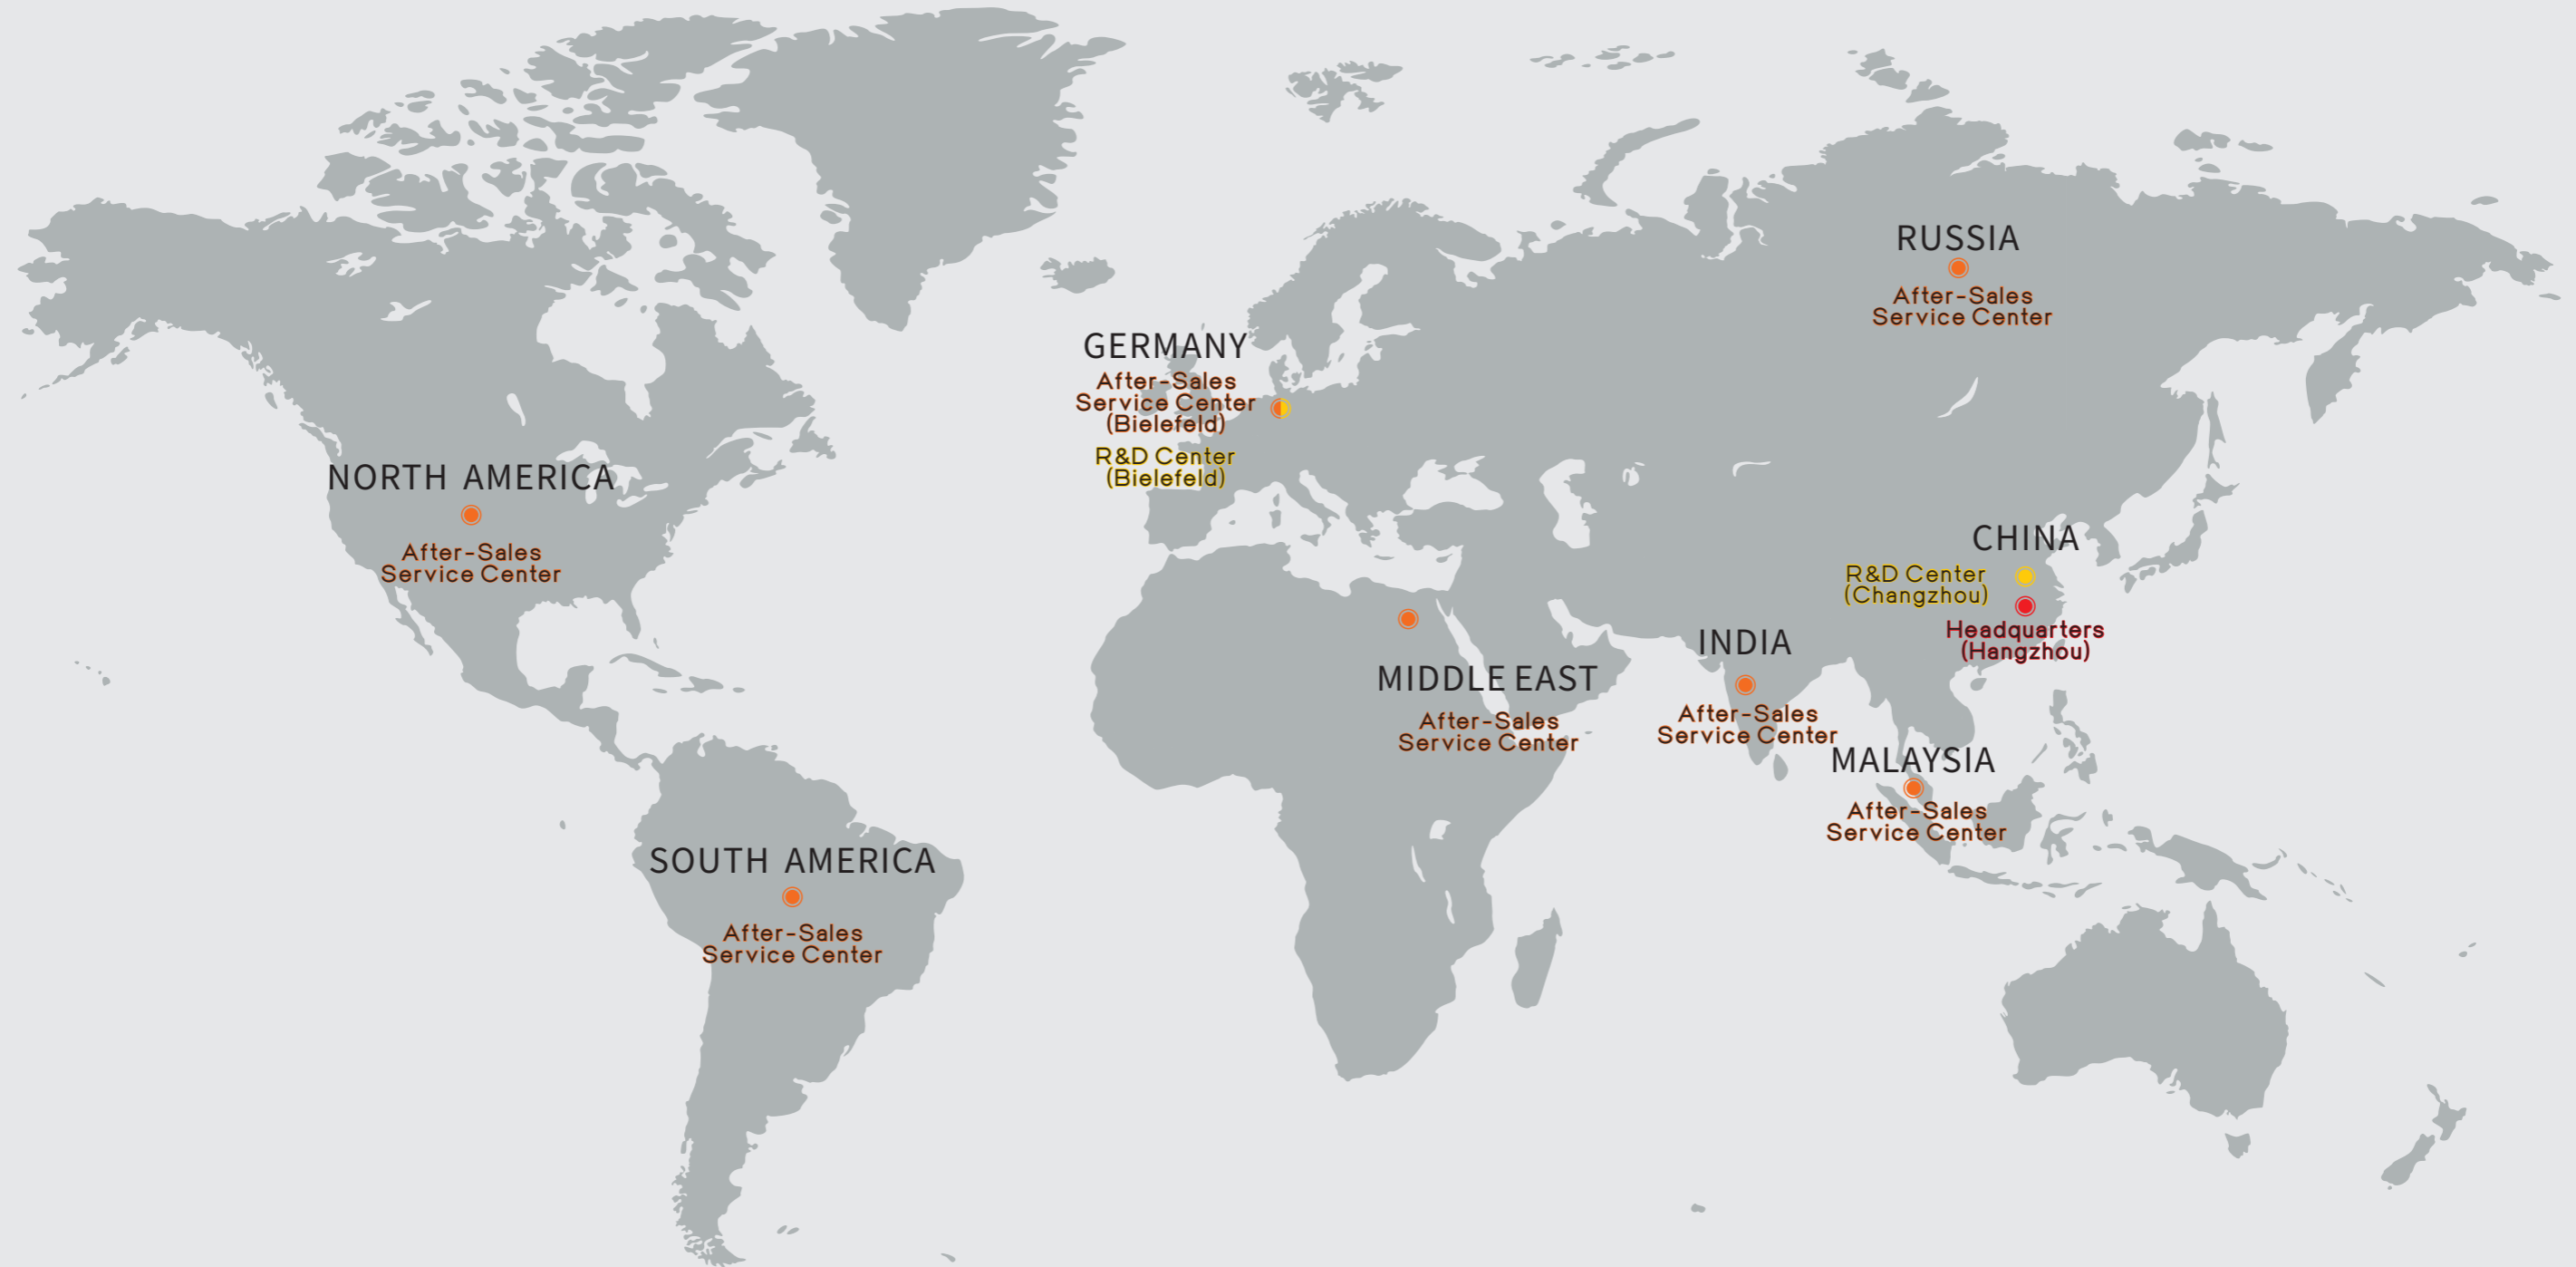 RUSSIA
After-Sales
Service Center
GERMANY
After-Sales
Service Center
(Bielefeld)
R&D Center
(Bielefeld)
NORTH AMERICA
After-Sales
Service Center
CHINA
R&D Center
(Changzhou)
Headquarters
(Hangzhou)
MIDDLE EAST
After-Sales
Service Center
INDIA
After-Sales
Service Center
MALAYSIA
After-Sales
Service Center
SOUTH AMERICA
After-Sales
Service Center